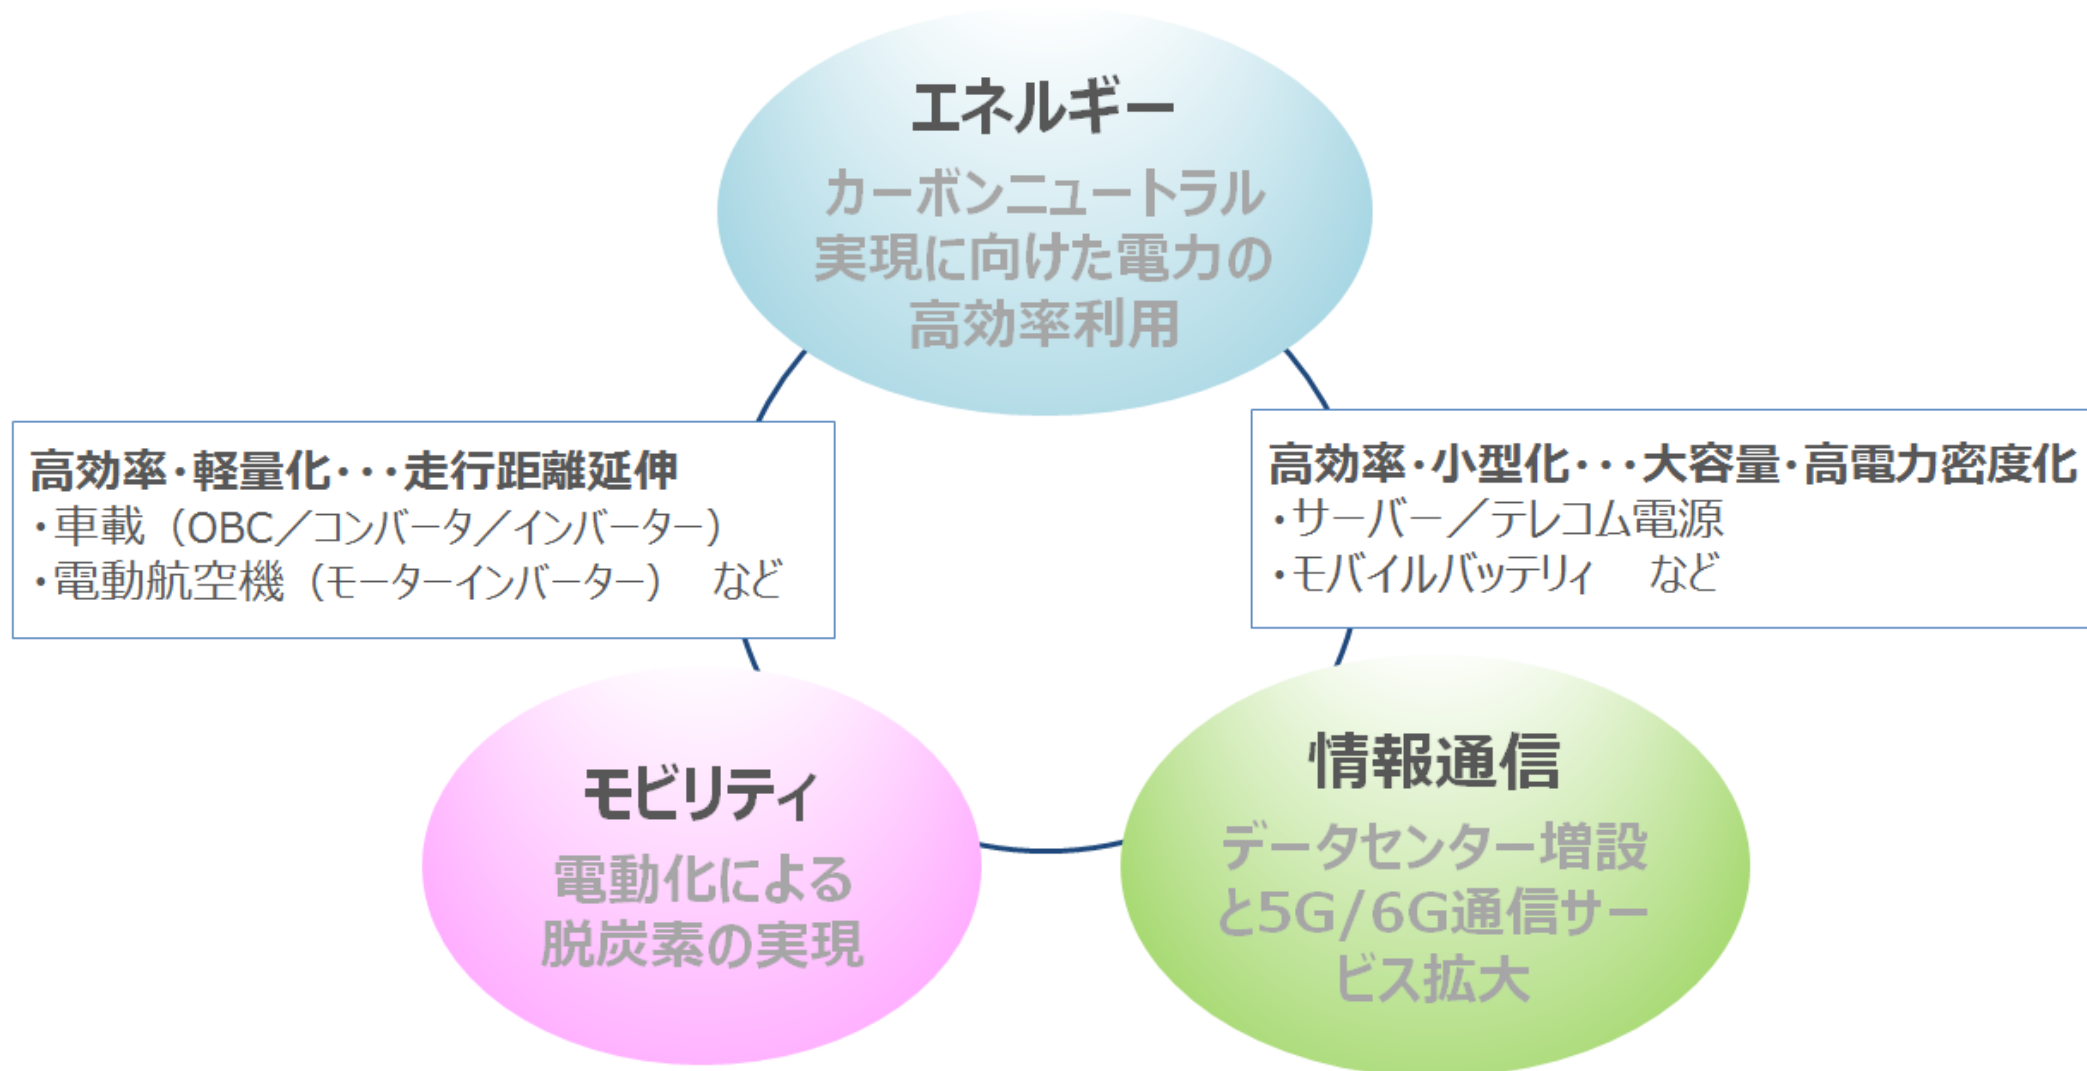 エネルギー
カーボンニュートラル
実現に向けた電力の
高効率利用
高効率・軽量化・・・走行距離延伸
・車載（OBC／コンバータ／インバーター）
・電動航空機（モーターインバーター）　など
高効率・小型化・・・大容量・高電力密度化
・サーバー／テレコム電源
・モバイルバッテリィ　など
モビリティ
電動化による
脱炭素の実現
情報通信
データセンター増設
と5G/6G通信サー
ビス拡大